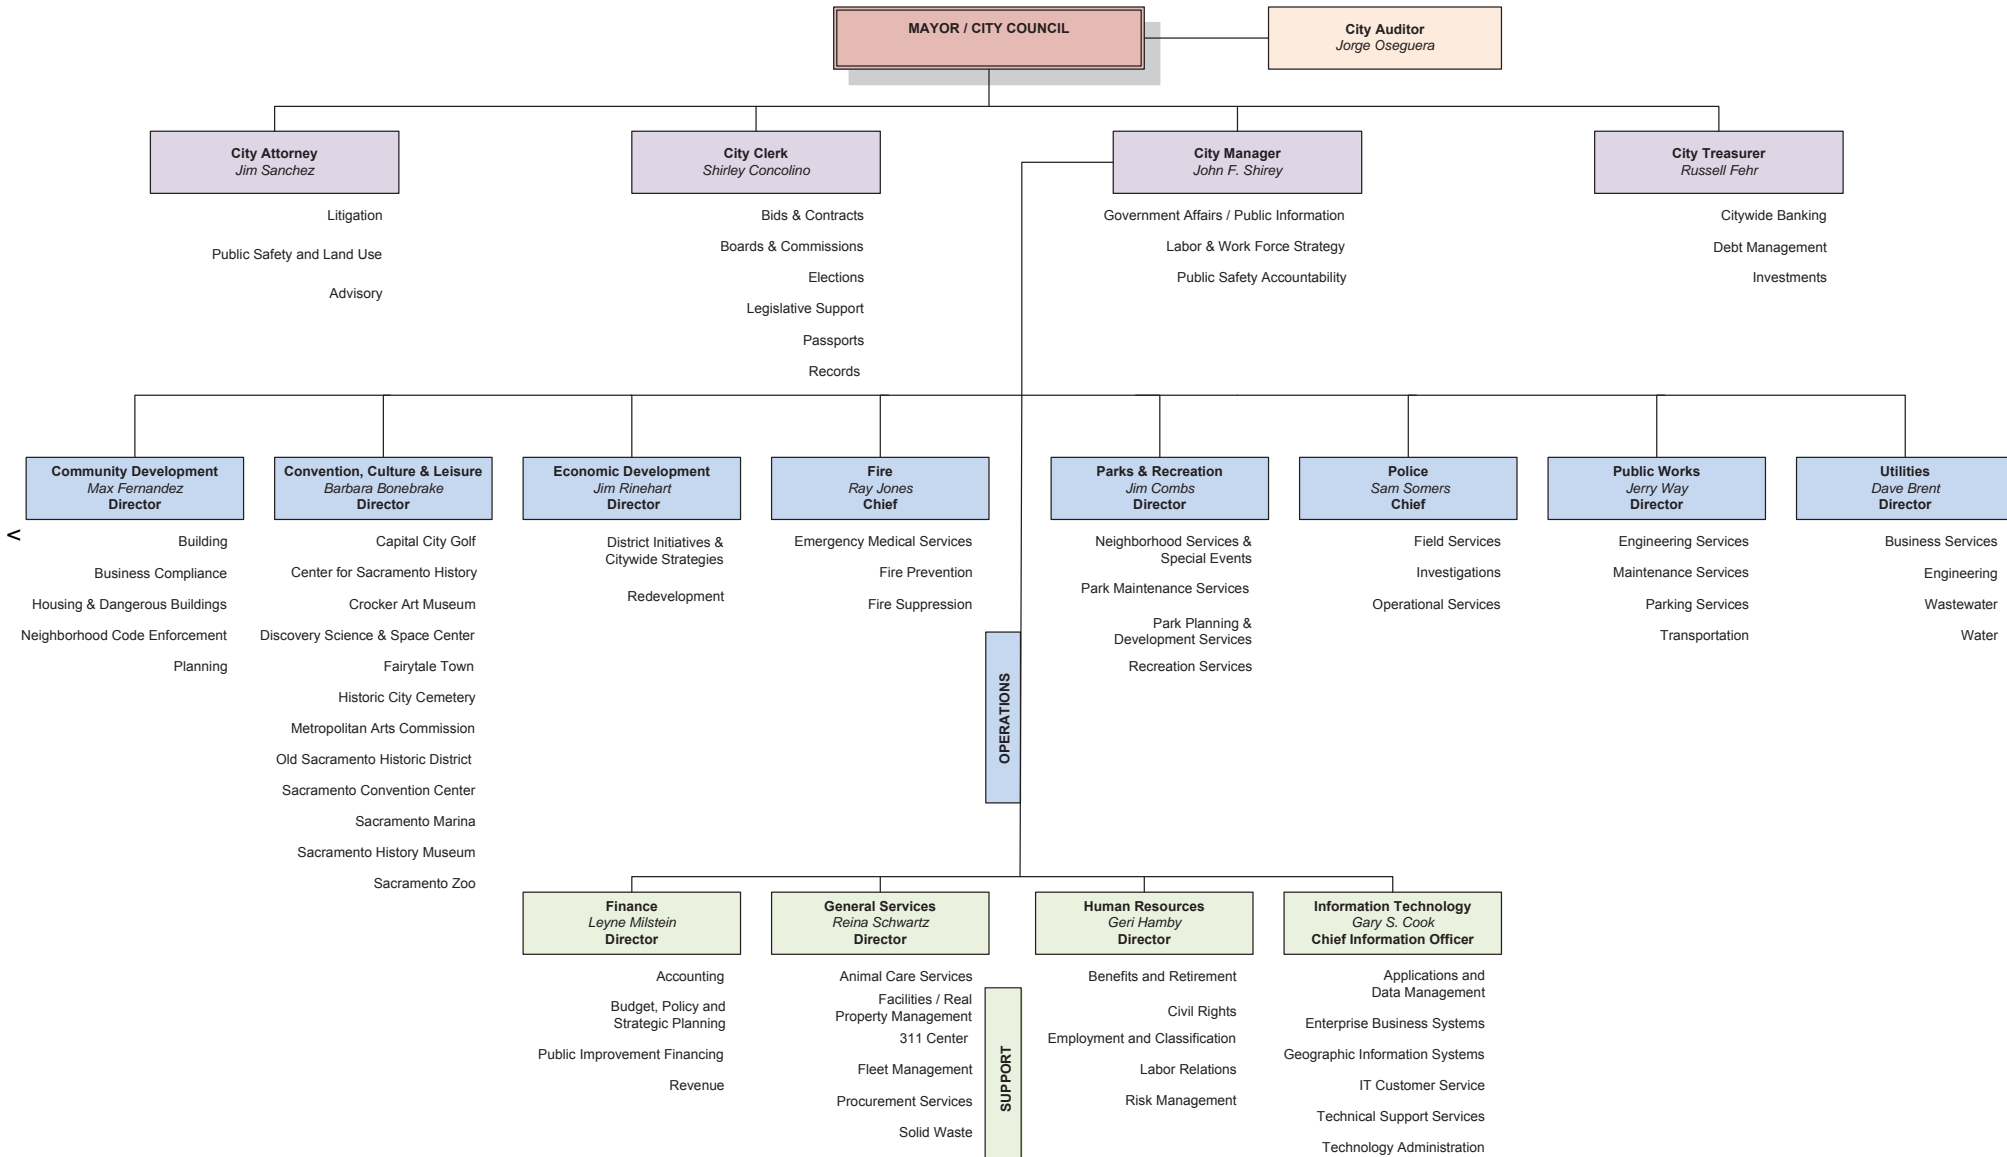 MAYOR / CITY COUNCIL
City Auditor
Jorge Oseguera
City Attorney
Jim Sanchez
City Clerk
Shirley Concolino
City Manager
John F. Shirey
City Treasurer
Russell Fehr
Litigation
Public Safety and Land Use
Advisory
Bids & Contracts
Boards & Commissions
Elections
Legislative Support
Passports
Records
Government Affairs / Public Information
Labor & Work Force Strategy
Public Safety Accountability
Citywide Banking
Debt Management
Investments
Community Development
Max Fernandez
Director
Convention, Culture & Leisure
Barbara Bonebrake
Director
Economic Development
Jim Rinehart
Director
Fire
Ray Jones
Chief
Parks & Recreation
Jim Combs
Director
Police
Sam Somers
Chief
Public Works
Jerry Way
Director
Utilities
Dave Brent
Director
<
Building
Business Compliance
Housing & Dangerous Buildings
Neighborhood Code Enforcement
Planning
Capital City Golf
Center for Sacramento History
Crocker Art Museum
Discovery Science & Space Center
Fairytale Town
Historic City Cemetery
Metropolitan Arts Commission
Old Sacramento Historic District
Sacramento Convention Center
Sacramento Marina
Sacramento History Museum
Sacramento Zoo
District Initiatives &
Citywide Strategies
Redevelopment
Emergency Medical Services
Fire Prevention
Fire Suppression
Neighborhood Services &
Special Events
Park Maintenance Services
Park Planning &
Development Services
Recreation Services
Field Services
Investigations
Operational Services
Engineering Services
Maintenance Services
Parking Services
Transportation
Business Services
Engineering
Wastewater
Water
OPERATIONS
Finance
Leyne Milstein
Director
General Services
Reina Schwartz
Director
Human Resources
Geri Hamby
Director
Information Technology
Gary S. Cook
Chief Information Officer
Accounting
Budget, Policy and
Strategic Planning
Public Improvement Financing
Revenue
Animal Care Services
Facilities / Real
Property Management
311 Center
Fleet Management
Procurement Services
Solid Waste
SUPPORT
Benefits and Retirement
Civil Rights
Employment and Classification
Labor Relations
Risk Management
Applications and
Data Management
Enterprise Business Systems
Geographic Information Systems
IT Customer Service
Technical Support Services
Technology Administration